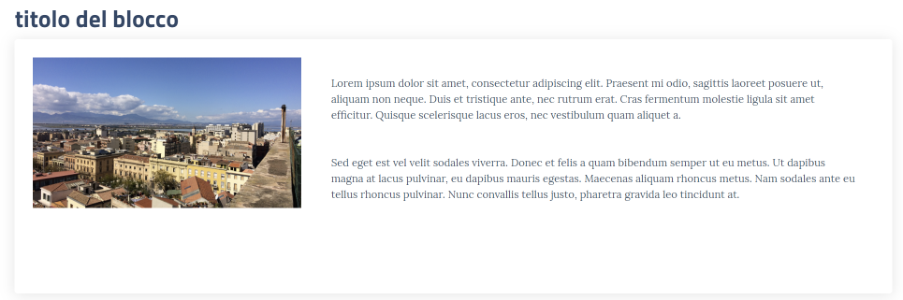 titolo del blocco
Lorem ipsum dolor sit amet, consectetur adipiscing elit. Praesent mi odio, sagittis laoreet posuere ut,
aliquam non neque. Duis et tristique ante, nec rutrum erat. Cras fermentum molestie ligula sit amet
efficitur. Quisque scelerisque lacus eros, nec vestibulum quam aliquet a.
Sed eget est vel velit sodales viverra. Donec et felis a quam bibendum semper ut eu metus. Ut dapibus
magna at lacus pulvinar, eu dapibus mauris egestas. Maecenas aliquam rhoncus metus. Nam sodales ante eu
tellus rhoncus pulvinar. Nunc convallis tellus justo, pharetra gravida leo tincidunt at.